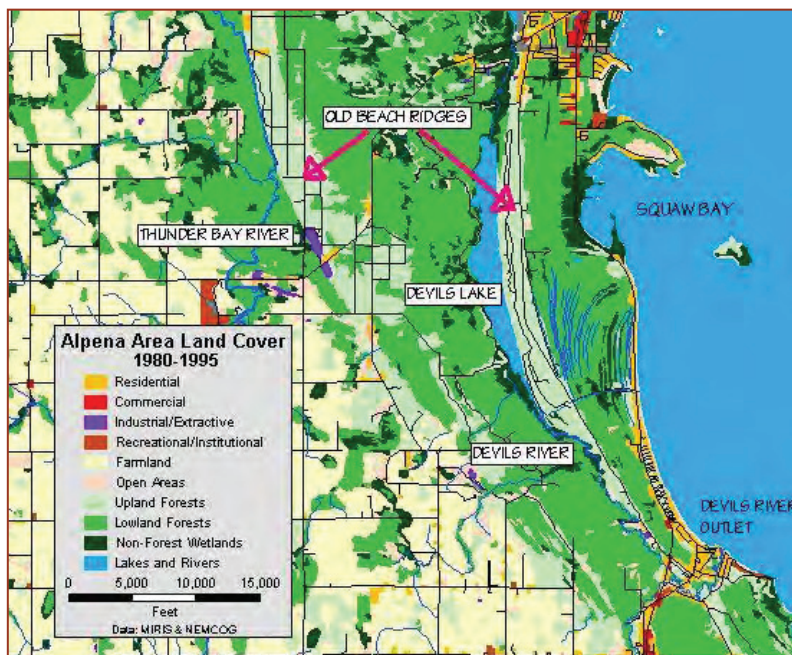 OLD BEACH RIDGES
SQUAW BAY
THUNDER BAY RIVER
DEVILS LAKE
Alpena Area Land Cover
1980-1995
Residential
Commercial
Industrial/Extractive
Recreational/Institutional
Farmland
Open Areas
Upland Forests
Lowland Forests
Non-Forest Wetlands
Lakes and Rivers
0 5,000 10,000 15,000
Feet
Data: MIRIS & NEMCOG
DEVILS RIVER
DEVILS RIVER
OUTLET